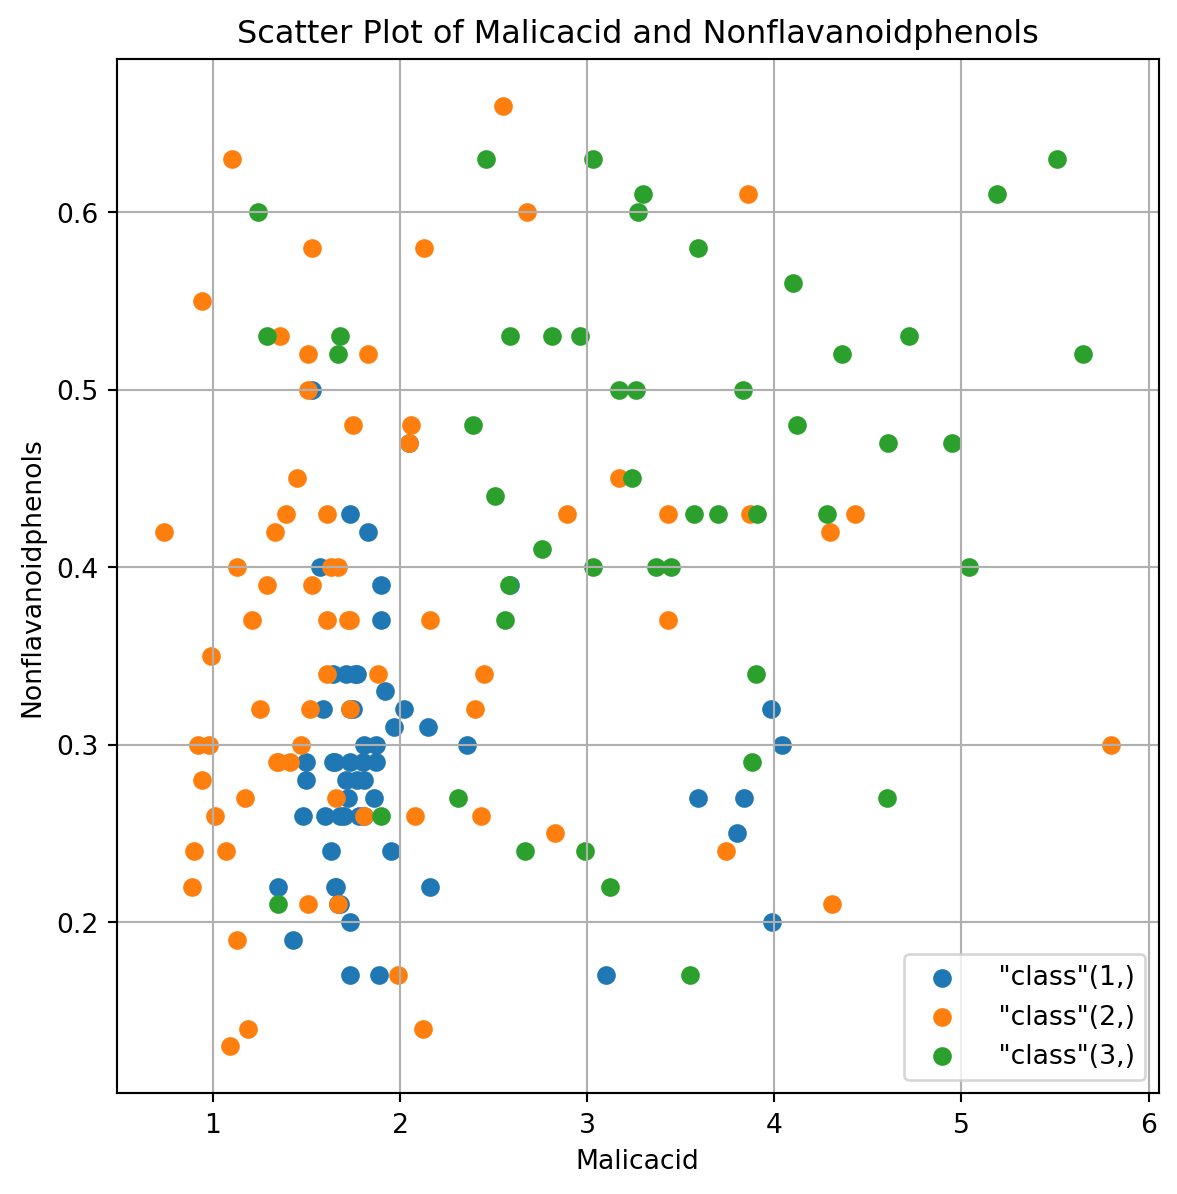 Scatter Plot of Malicacid and Nonflavanoidphenols
0.6
0.5
0.4
0.3
0.2
Nonflavanoidphenols
"class"(1,)
"class"(2,)
"class"(3,)
1 2 3 4 5 6
Malicacid